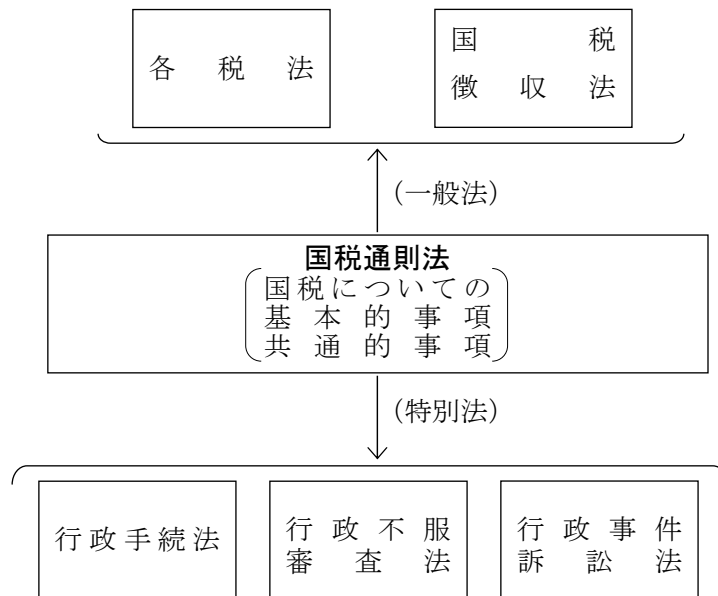 各税法
国税
徴収法
(一般法)
国税通則法
国税についての
基本的事項
共通的事項
(特別法)
行政手続法
行政不服
審査法
行政事件
訴訟法